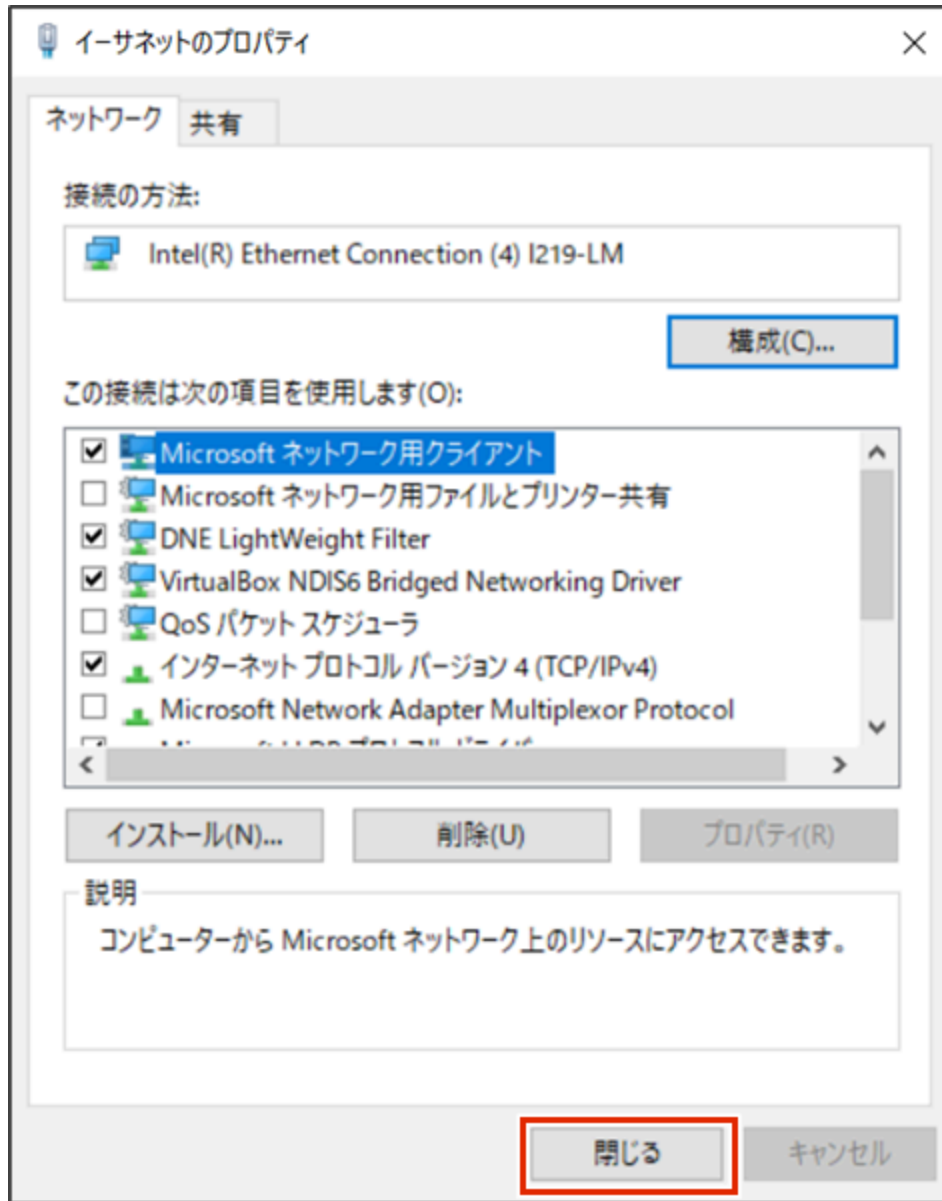 イーサネットのプロパティ
ネットワーク 共有
接続の方法:
Intel(R) Ethernet Connection (4) I219-LM
構成(C)...
この接続は次の項目を使用します(O):
Microsoft ネットワーク用クライアント
Microsoft ネットワーク用ファイルとプリンター共有
DNE LightWeight Filter
VirtualBox NDIS6 Bridged Networking Driver
QoS パケット スケジューラ
インターネット プロトコル バージョン 4 (TCP/IPv4)
Microsoft Network Adapter Multiplexor Protocol
インストール(N)... 削除(U) プロパティ(R)
説明
コンピューターから Microsoft ネットワーク上のリソースにアクセスできます。
閉じる キャンセル